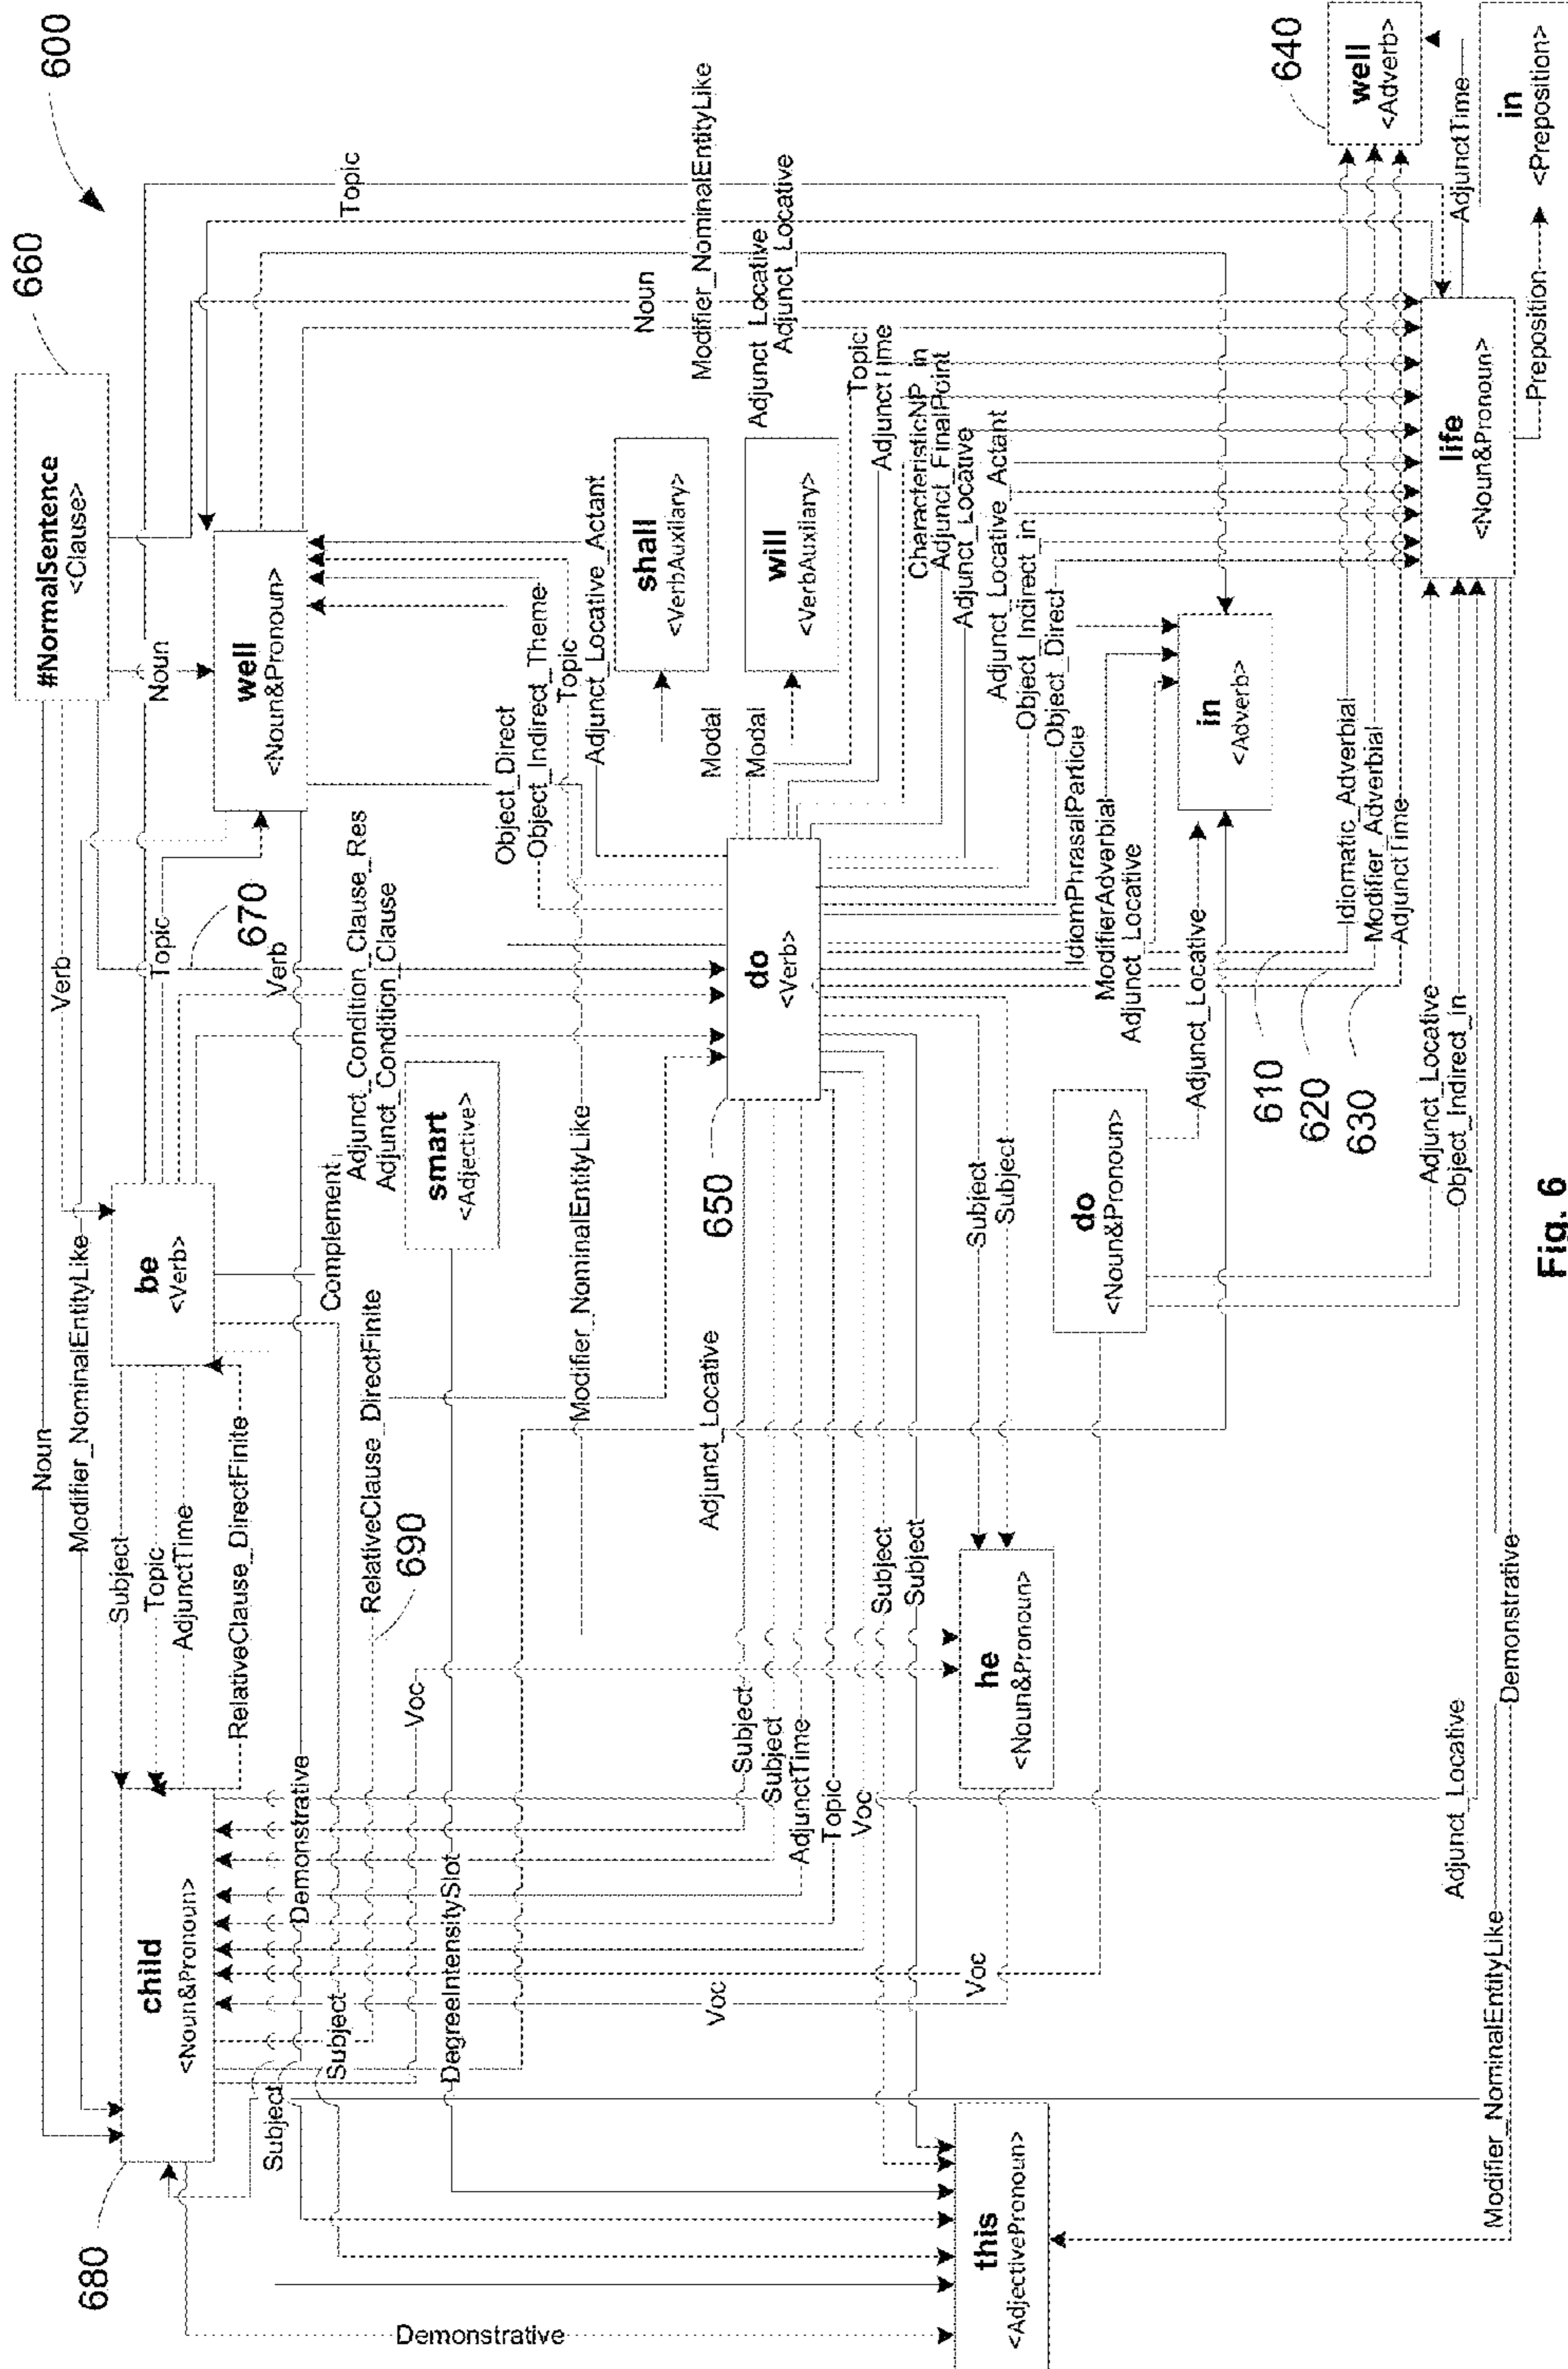 600
660
680
Noun
Modifier_NominalEntityLike
Verb
#NormalSentence
<Clause>
child
<Noun&Pronoun>
Subject
Topic
AdjunctTime
RelativeClause_DirectFinite
be
<Verb>
Topic
Noun
well
<Noun&Pronoun>
670
Verb
Topic
Subject
Demonstrative
Subject
Complement
Adjunct_Condition_Clause_Res
Adjunct_Condition_Clause
RelativeClause_DirectFinite
690
Voc
DegreeIntensitySlot
smart
<Adjective>
Demonstrative
Object_Direct
Object_Indirect_Theme
Topic
Adjunct_Locative_Actant
Modifier_NominalEntityLike
shall
<VerbAuxilary>
Noun
Modifier_NominalEntityLike
Adjunct_Locative
Adjunct_Locative
Modal
Modal
will
<VerbAuxilary>
650
do
<Verb>
Adjunct_Locative
Voc
Subject
Subject
AdjunctTime
Topic
Voc
Subject
Subject
Topic
AdjunctTime
CharacteristicNP_in
Adjunct_FinalPoint
Adjunct_Locative
Adjunct_Locative_Actant
Object_Indirect_in
Object_Direct
this
<AdjectivePronoun>
Voc
he
<Noun&Pronoun>
Subject
Subject
do
<Noun&Pronoun>
IdiomPhrasalParticle
ModifierAdverbial
Adjunct_Locative
Adjunct_Locative
in
<Adverb>
610
620
630
Idiomatic_Adverbial
Modifier_Adverbial
AdjunctTime
640
well
<Adverb>
Adjunct_Locative
Object_Indirect_in
Adjunct_Locative
life
<Noun&Pronoun>
AdjunctTime
Modifier_NominalEntityLike
Demonstrative
Preposition
in
<Preposition>
Fig. 6